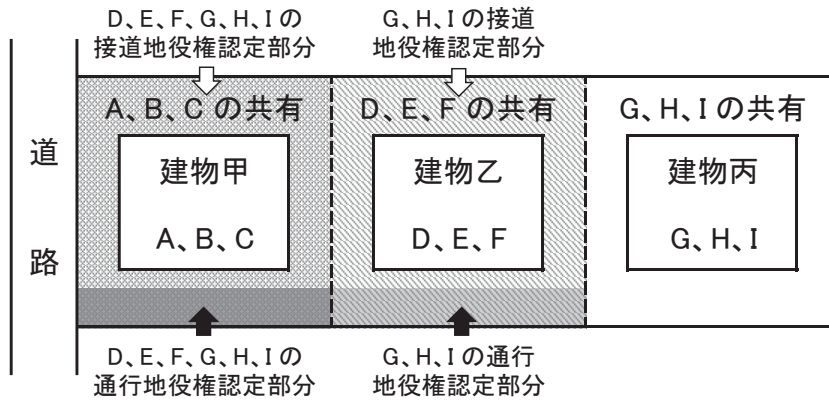 D、E、F、G、H、Iの
接道地役権認定部分
G、H、Iの接道
地役権認定部分
道路
A、B、Cの共有
建物甲
A、B、C
D、E、Fの共有
建物乙
D、E、F
G、H、Iの共有
建物丙
G、H、I
D、E、F、G、H、Iの
通行地役権認定部分
G、H、Iの通行
地役権認定部分